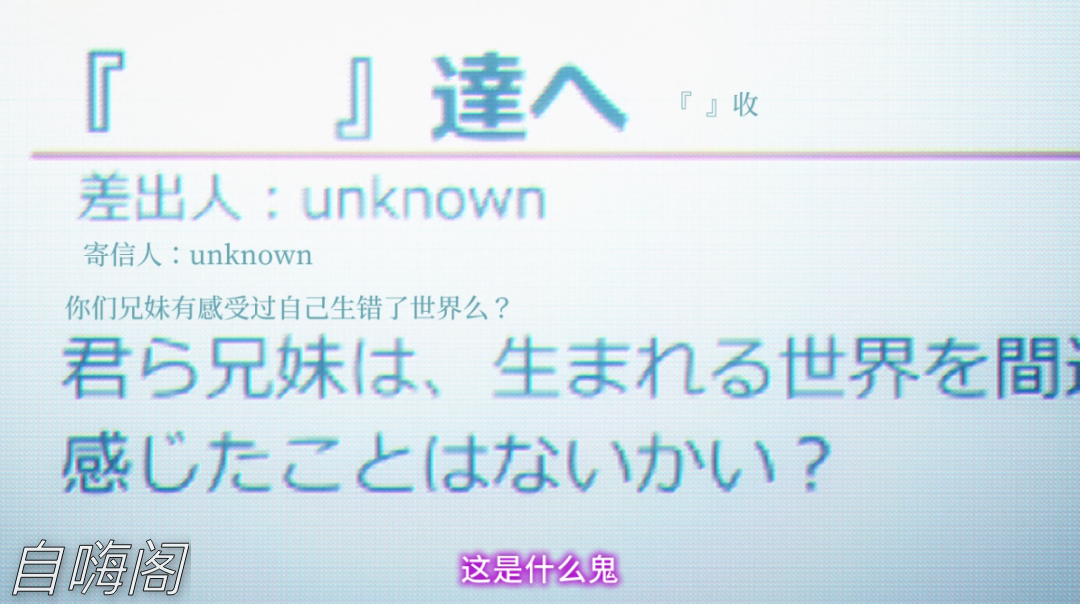 『　　』達へ
『 』收
差出人：unknown
寄信人：unknown
你们兄妹有感受过自己生错了世界么？
君ら兄妹は、生まれる世界を間
感じたことはないかい？
自嗨阁
这是什么鬼